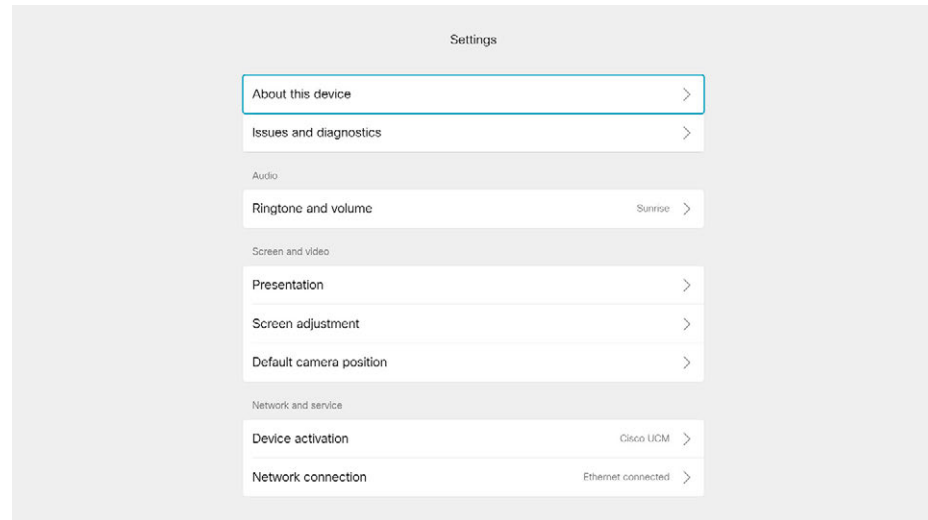 Settings
About this device
Issues and diagnostics
Audio
Ringtone and volume Sunrise
Screen and video
Presentation
Screen adjustment
Default camera position
Network and service
Device activation Cisco UCM
Network connection Ethernet connected